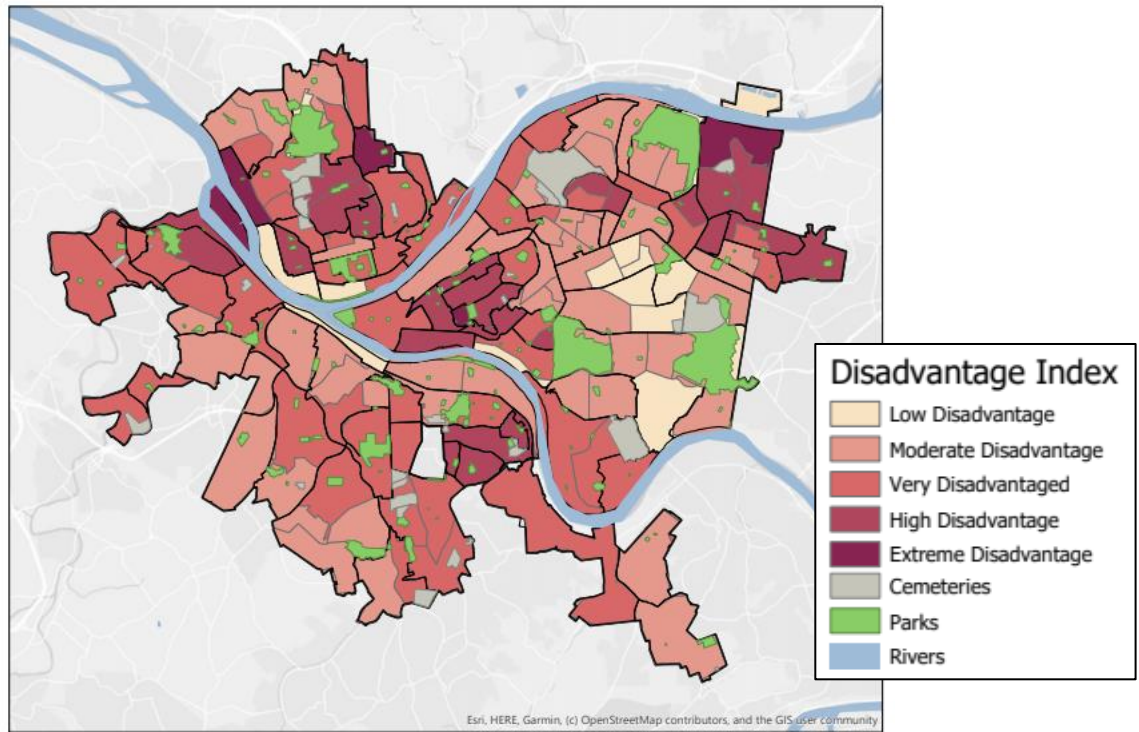 Disadvantage Index
Low Disadvantage
Moderate Disadvantage
Very Disadvantaged
High Disadvantage
Extreme Disadvantage
Cemeteries
Parks
Rivers
Esri, HERE, Garmin, (c) OpenStreetMap contributors, and the GIS user community